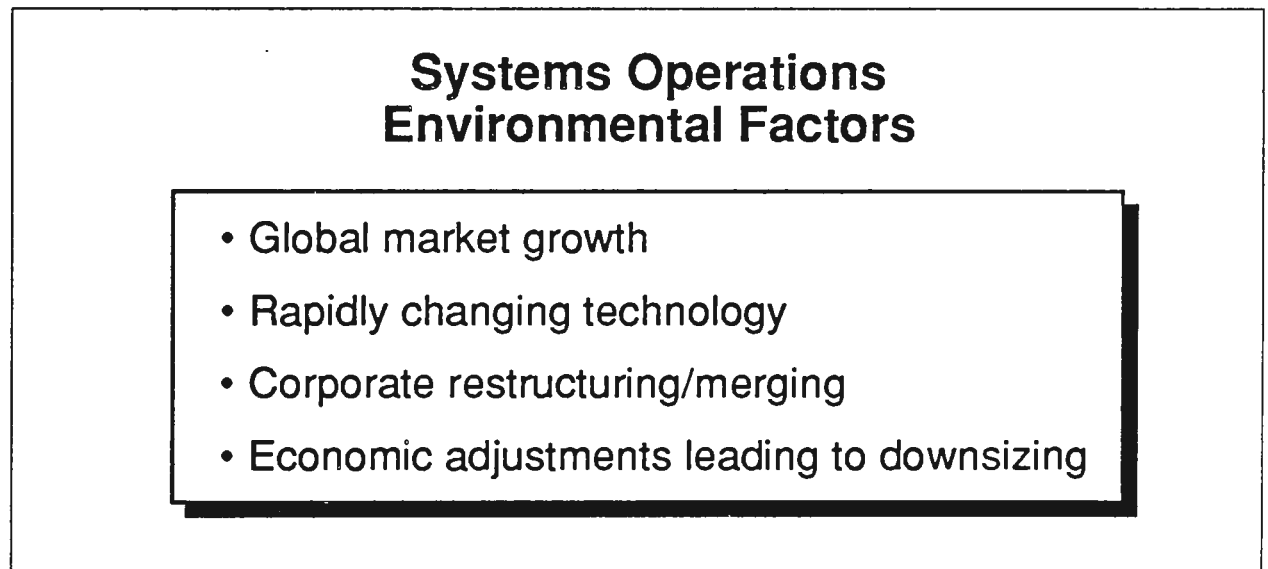 Systems Operations
Environmental Factors
• Global market growth
• Rapidly changing technology
• Corporate restructuring/merging
• Economic adjustments leading to downsizing